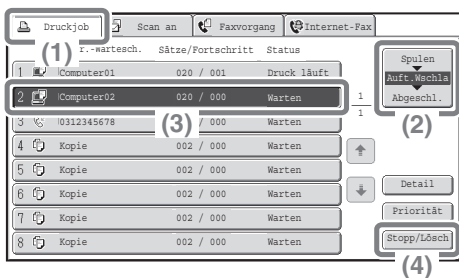 Druckjob Scan an Faxvorgang Internet-Fax
(1)
r.-wartesch. Sätze/Fortschritt Status
1 Computer01 020 / 001 Druck läuft
2 Computer02 020 / 000 Warten
3 0312345678 002 / 000 Warten
(3)
4 Kopie 002 / 000 Warten
5 Kopie 002 / 000 Warten
6 Kopie 002 / 000 Warten
7 Kopie 002 / 000 Warten
8 Kopie 002 / 000 Warten
1
1
Spulen
Auft.Wschla
Abgeschl.
(2)
Detail
Priorität
Stopp/Lösch
(4)